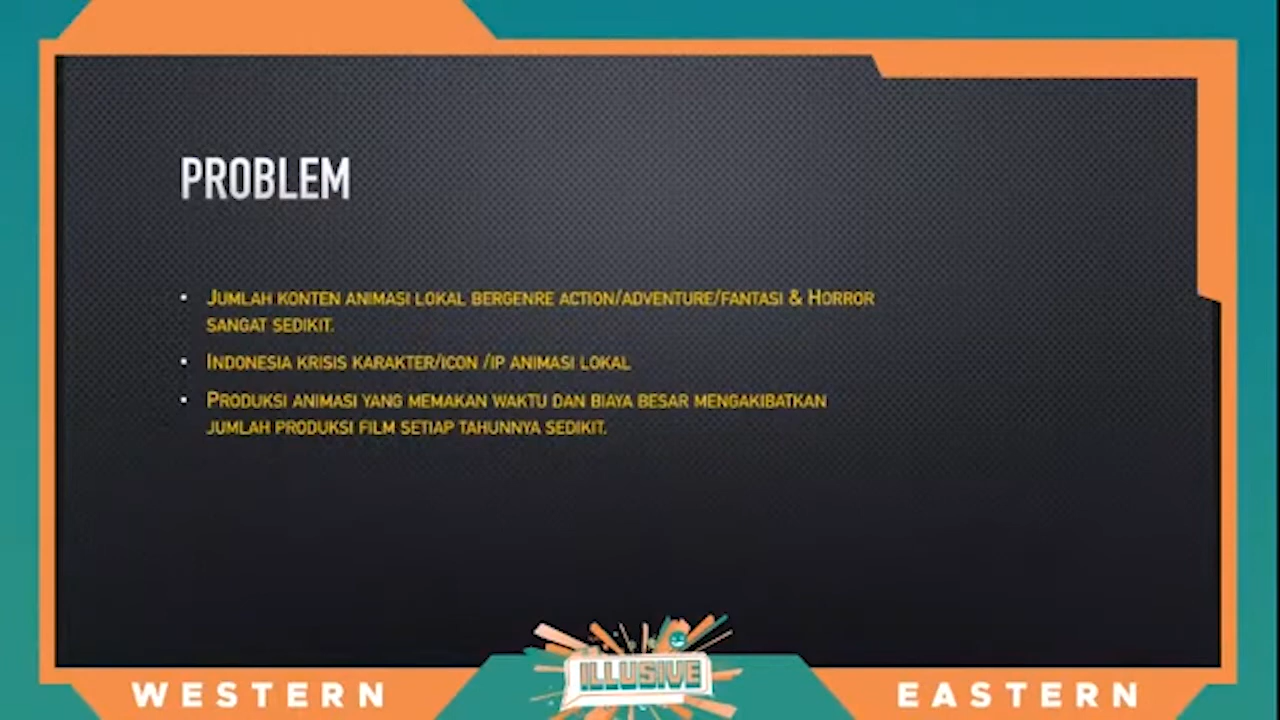 PROBLEM
• JUMLAH KONTEN ANIMASI LOKAL BERGENRE ACTION/ADVENTURE/FANTASI & HORROR
SANGAT SEDIKIT.
• INDONESIA KRISIS KARAKTER/ICON /IP ANIMASI LOKAL
• PRODUKSI ANIMASI YANG MEMAKAN WAKTU DAN BIAYA BESAR MENGAKIBATKAN
JUMLAH PRODUKSI FILM SETIAP TAHUNNYA SEDIKIT.
WESTERN
ILLUSIVE
EASTERN